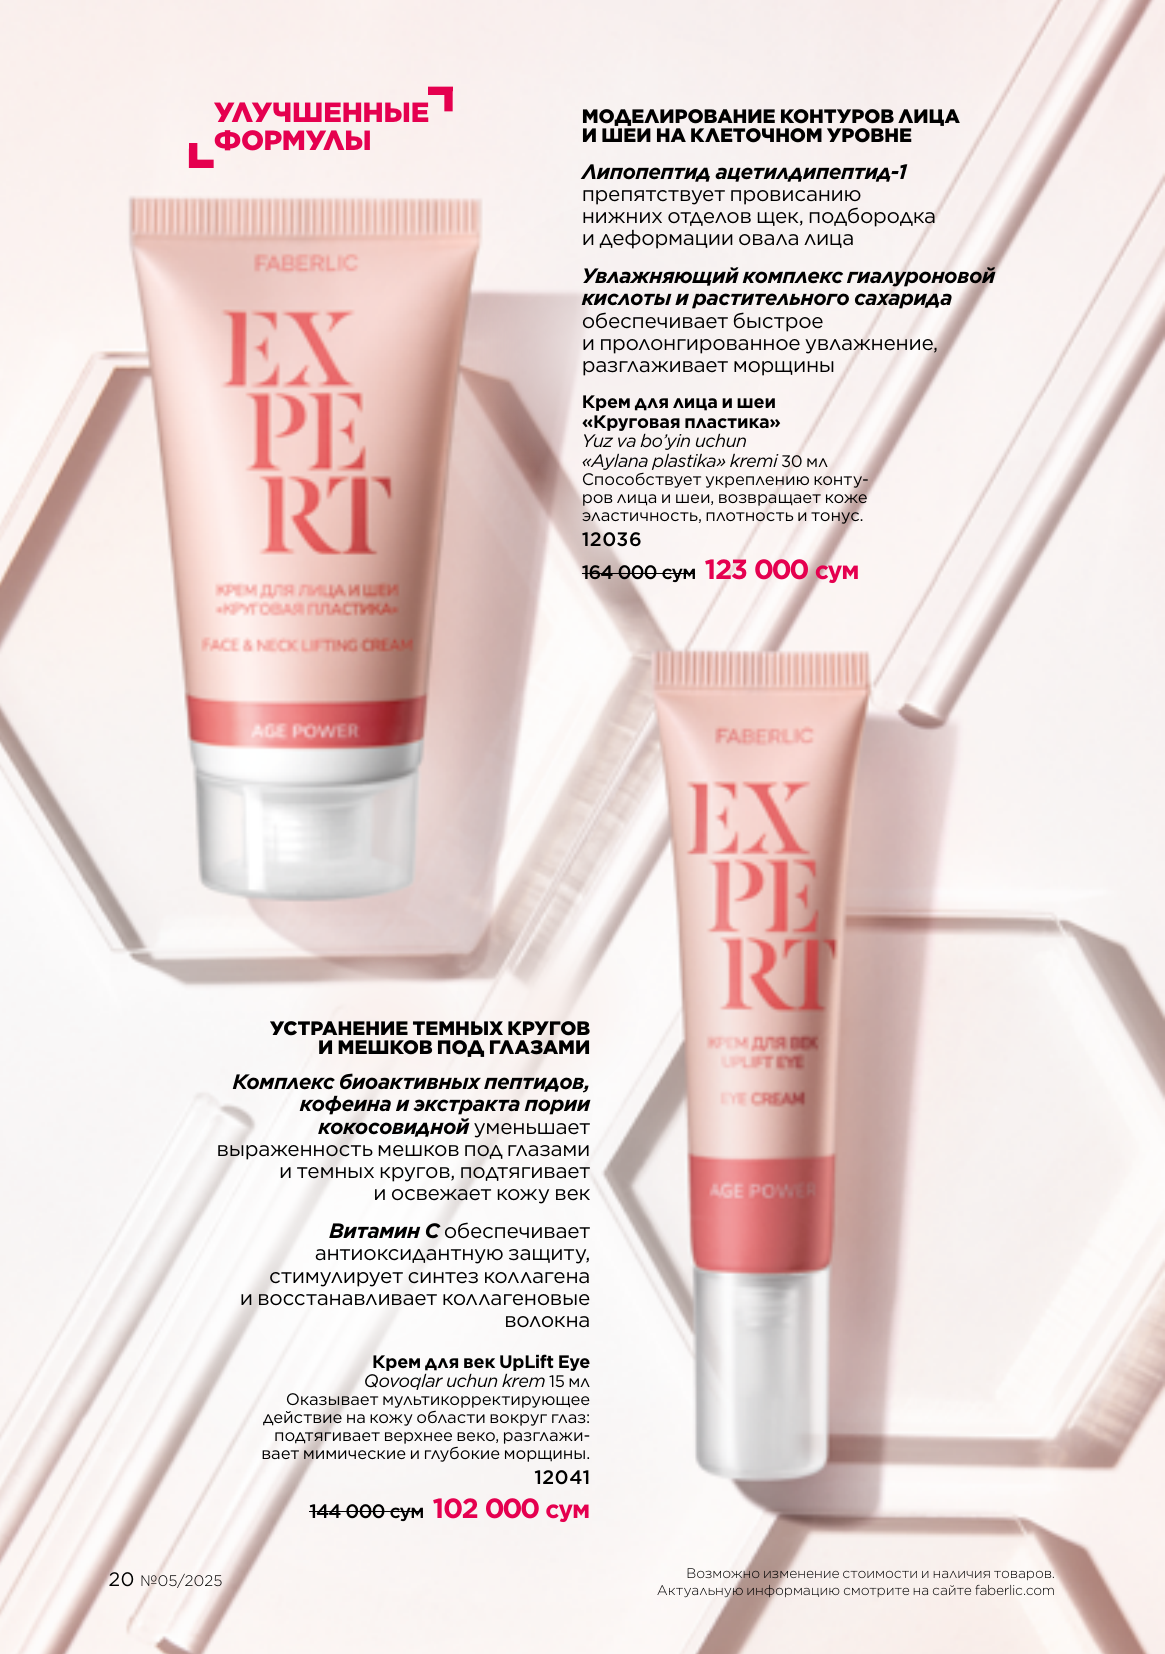 УЛУЧШЕННЫЕ
ФОРМУЛЫ
FABERLIC
EX
PE
RT
КРЕМ ДЛЯ ЛИЦА И ШЕИ
«КРУГОВАЯ ПЛАСТИКА»
FACE & NECK LIFTING CREAM
AGE POWER
МОДЕЛИРОВАНИЕ КОНТУРОВ ЛИЦА
И ШЕИ НА КЛЕТОЧНОМ УРОВНЕ
Липопептид ацетилдипептид-1
препятствует провисанию
нижних отделов щек, подбородка
и деформации овала лица
Увлажняющий комплекс гиалуроновой
кислоты и растительного сахарида
обеспечивает быстрое
и пролонгированное увлажнение,
разглаживает морщины
Крем для лица и шеи
«Круговая пластика»
Yuz va bo’yin uchun
«Aylana plastika» kremi 30 мл
Способствует укреплению конту-
ров лица и шеи, возвращает коже
эластичность, плотность и тонус.
12036
164 000 сум 123 000 сум
FABERLIC
EX
PE
RT
КРЕМ ДЛЯ ВЕК
UPLIFT EYE
EYE CREAM
AGE POWER
УСТРАНЕНИЕ ТЕМНЫХ КРУГОВ
И МЕШКОВ ПОД ГЛАЗАМИ
Комплекс биоактивных пептидов,
кофеина и экстракта пории
кокосовидной уменьшает
выраженность мешков под глазами
и темных кругов, подтягивает
и освежает кожу век
Витамин С обеспечивает
антиоксидантную защиту,
стимулирует синтез коллагена
и восстанавливает коллагеновые
волокна
Крем для век UpLift Eye
Qovoqlar uchun krem 15 мл
Оказывает мультикорректирующее
действие на кожу области вокруг глаз:
подтягивает верхнее веко, разглажи-
вает мимические и глубокие морщины.
12041
144 000 сум 102 000 сум
20 №05/2025
Возможно изменение стоимости и наличия товаров.
Актуальную информацию смотрите на сайте faberlic.com